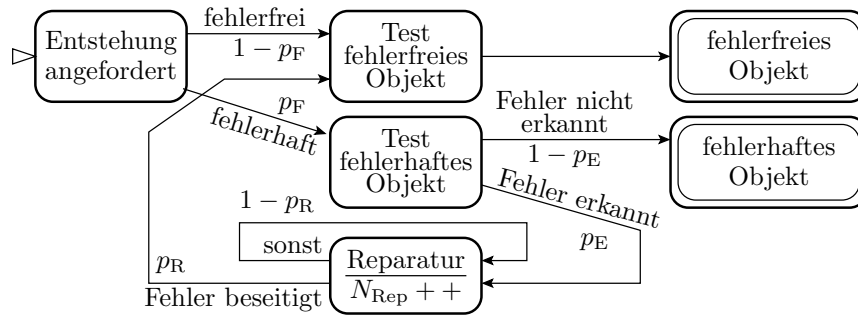 Entstehung
angefordert
fehlerfrei
1 − p_F
Test
fehlerfreies
Objekt
fehlerfreies
Objekt
p_F
fehlerhaft
Test
fehlerhaftes
Objekt
Fehler nicht
erkannt
1 − p_E
fehlerhaftes
Objekt
Fehler erkannt
p_E
1 − p_R
sonst
p_R
Fehler beseitigt
Reparatur
N_Rep ++